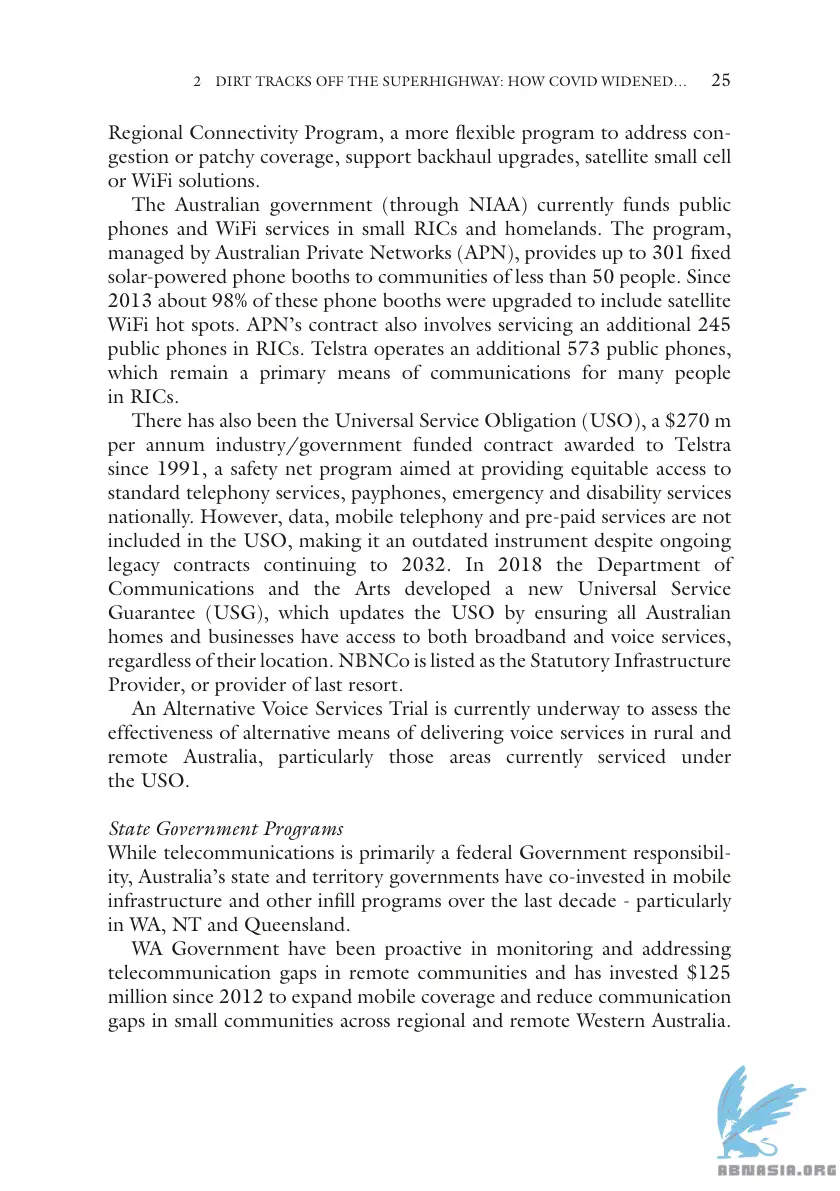 2 DIRT TRACKS OFF THE SUPERHIGHWAY: HOW COVID WIDENED… 25
Regional Connectivity Program, a more flexible program to address con-
gestion or patchy coverage, support backhaul upgrades, satellite small cell
or WiFi solutions.
The Australian government (through NIAA) currently funds public
phones and WiFi services in small RICs and homelands. The program,
managed by Australian Private Networks (APN), provides up to 301 fixed
solar-powered phone booths to communities of less than 50 people. Since
2013 about 98% of these phone booths were upgraded to include satellite
WiFi hot spots. APN’s contract also involves servicing an additional 245
public phones in RICs. Telstra operates an additional 573 public phones,
which remain a primary means of communications for many people
in RICs.
There has also been the Universal Service Obligation (USO), a $270 m
per annum industry/government funded contract awarded to Telstra
since 1991, a safety net program aimed at providing equitable access to
standard telephony services, payphones, emergency and disability services
nationally. However, data, mobile telephony and pre-paid services are not
included in the USO, making it an outdated instrument despite ongoing
legacy contracts continuing to 2032. In 2018 the Department of
Communications and the Arts developed a new Universal Service
Guarantee (USG), which updates the USO by ensuring all Australian
homes and businesses have access to both broadband and voice services,
regardless of their location. NBNCo is listed as the Statutory Infrastructure
Provider, or provider of last resort.
An Alternative Voice Services Trial is currently underway to assess the
effectiveness of alternative means of delivering voice services in rural and
remote Australia, particularly those areas currently serviced under
the USO.
State Government Programs
While telecommunications is primarily a federal Government responsibil-
ity, Australia’s state and territory governments have co-invested in mobile
infrastructure and other infill programs over the last decade - particularly
in WA, NT and Queensland.
WA Government have been proactive in monitoring and addressing
telecommunication gaps in remote communities and has invested $125
million since 2012 to expand mobile coverage and reduce communication
gaps in small communities across regional and remote Western Australia.
ABNASIA.ORG